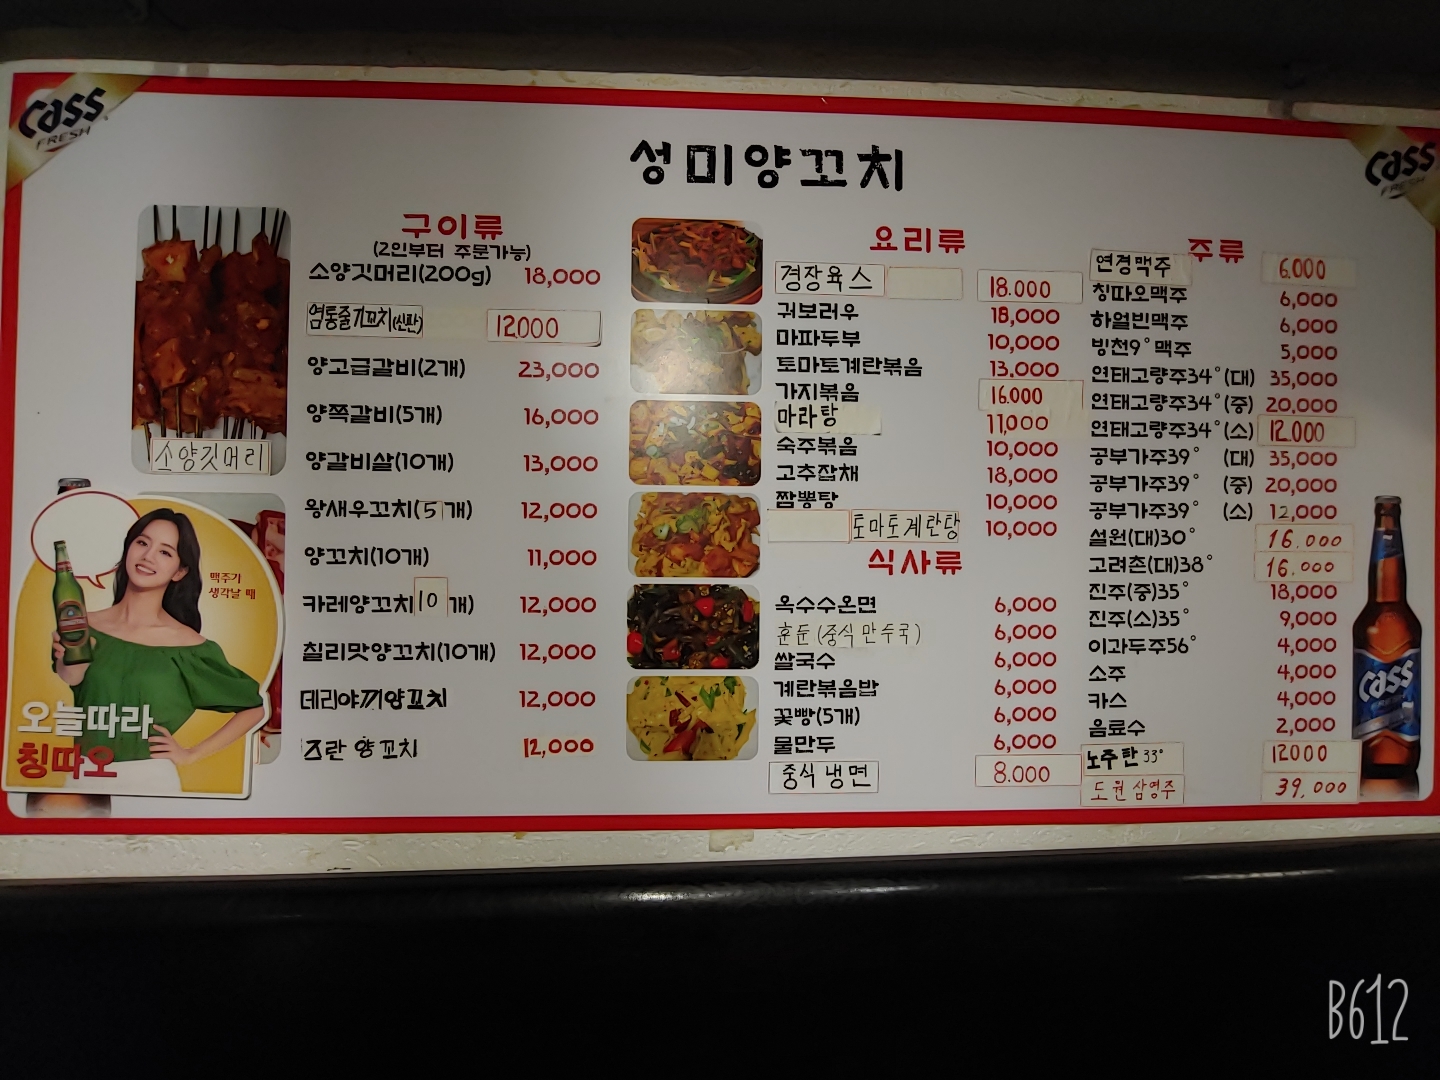 Cass
FRESH
Cass
FRESH
성미양꼬치
구이류
(2인부터 주문가능)
소양깃머리(200g) 18,000
염통줄기꼬치(신판) 12000
양고급갈비(2개) 23,000
양쪽갈비(5개) 16,000
양갈비살(10개) 13,000
왕새우꼬치(5개) 12,000
양꼬치(10개) 11,000
카레양꼬치10개) 12,000
칠리맛양꼬치(10개) 12,000
데리야끼양꼬치 12,000
즈란 양꼬치 12,000
소양깃머리
맥주가
생각날 때
오늘따라
칭따오
요리류
경장육스 18.000
궈보러우 18,000
마파두부 10,000
토마토계란볶음 13,000
가지볶음 16.000
마라탕 11,000
숙주볶음 10,000
고추잡채 18,000
짬뽕탕 10,000
토마토계란탕 10,000
식사류
옥수수온면 6,000
훈둔(중식만두국) 6,000
쌀국수 6,000
계란볶음밥 6,000
꽃빵(5개) 6,000
물만두 6,000
중식냉면 8.000
주류
연경맥주 6.000
칭따오맥주 6,000
하얼빈맥주 6,000
빙천9°맥주 5,000
연태고량주34°(대) 35,000
연태고량주34°(중) 20,000
연태고량주34°(소) 12.000
공부가주39° (대) 35,000
공부가주39° (중) 20,000
공부가주39° (소) 12,000
설원(대)30° 16.000
고려촌(대)38° 16.000
진주(중)35° 18,000
진주(소)35° 9,000
이과두주56° 4,000
소주 4,000
카스 4,000
음료수 2,000
노주탄 33° 12000
도원삼영주 39,000
Cass
B612